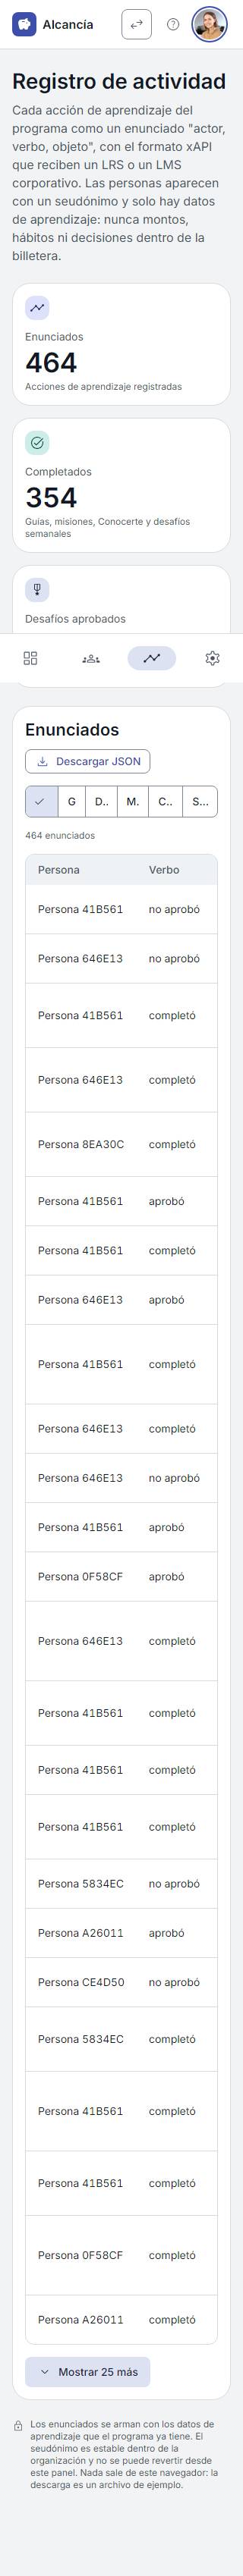 Alcancía
Registro de actividad
Cada acción de aprendizaje del
programa como un enunciado "actor,
verbo, objeto", con el formato xAPI
que reciben un LRS o un LMS
corporativo. Las personas aparecen
con un seudónimo y solo hay datos
de aprendizaje: nunca montos,
hábitos ni decisiones dentro de la
billetera.
Enunciados
464
Acciones de aprendizaje registradas
Completados
354
Guías, misiones, Conocerte y desafíos
semanales
Desafíos aprobados
Enunciados
Descargar JSON
G D.. M. C.. S...
464 enunciados
Persona Verbo
Persona 41B561 no aprobó
Persona 646E13 no aprobó
Persona 41B561 completó
Persona 646E13 completó
Persona 8EA30C completó
Persona 41B561 aprobó
Persona 41B561 completó
Persona 646E13 aprobó
Persona 41B561 completó
Persona 646E13 completó
Persona 646E13 no aprobó
Persona 41B561 aprobó
Persona 0F58CF aprobó
Persona 646E13 completó
Persona 41B561 completó
Persona 41B561 completó
Persona 41B561 completó
Persona 5834EC no aprobó
Persona A26011 aprobó
Persona CE4D50 no aprobó
Persona 5834EC completó
Persona 41B561 completó
Persona 41B561 completó
Persona 0F58CF completó
Persona A26011 completó
Mostrar 25 más
Los enunciados se arman con los datos de
aprendizaje que el programa ya tiene. El
seudónimo es estable dentro de la
organización y no se puede revertir desde
este panel. Nada sale de este navegador: la
descarga es un archivo de ejemplo.